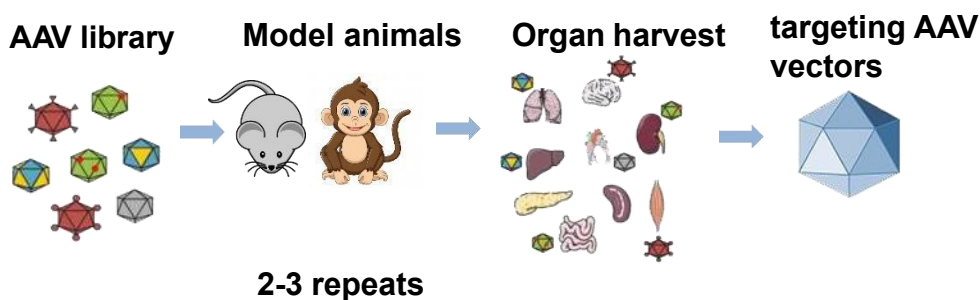 AAV library
Model animals
Organ harvest
targeting AAV
vectors
2-3 repeats